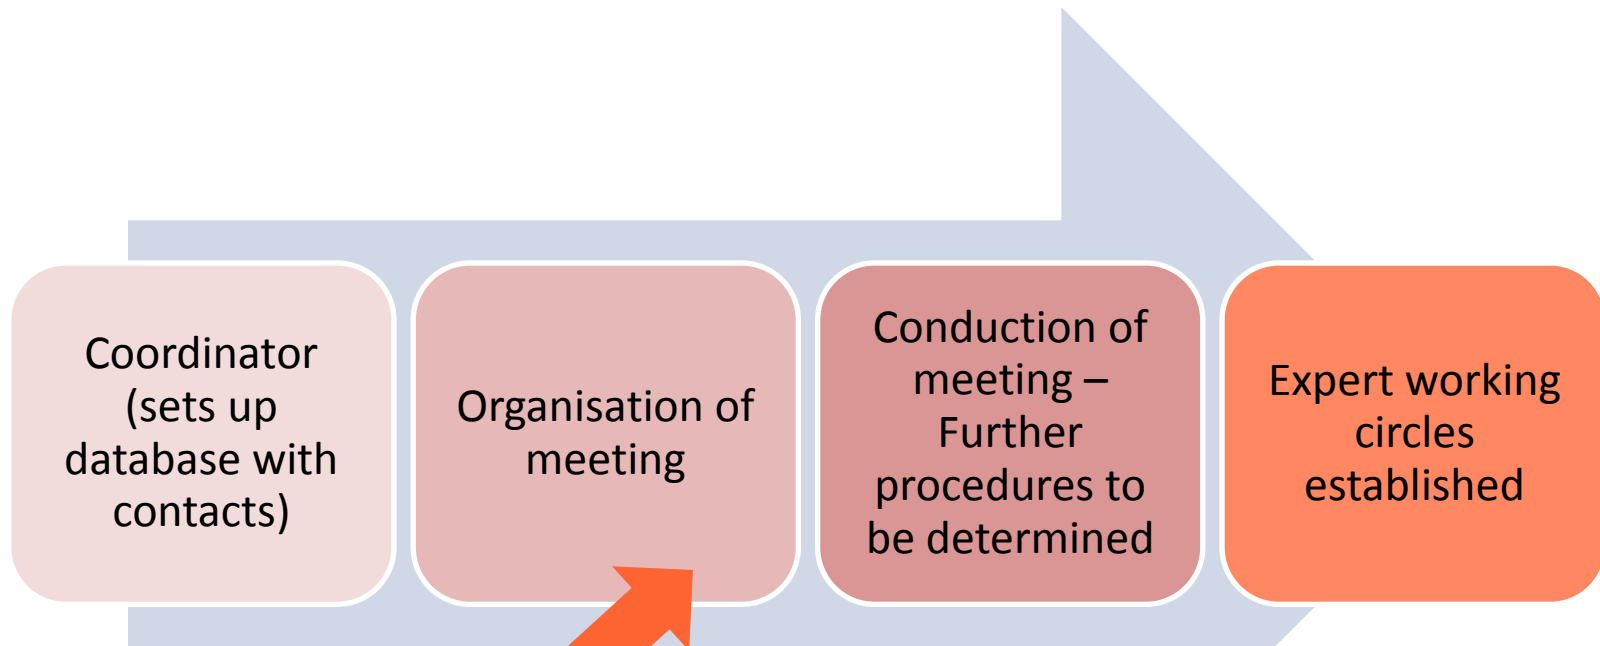 Coordinator
(sets up
database with
contacts)
Organisation of
meeting
Conduction of
meeting –
Further
procedures to
be determined
Expert working
circles
established